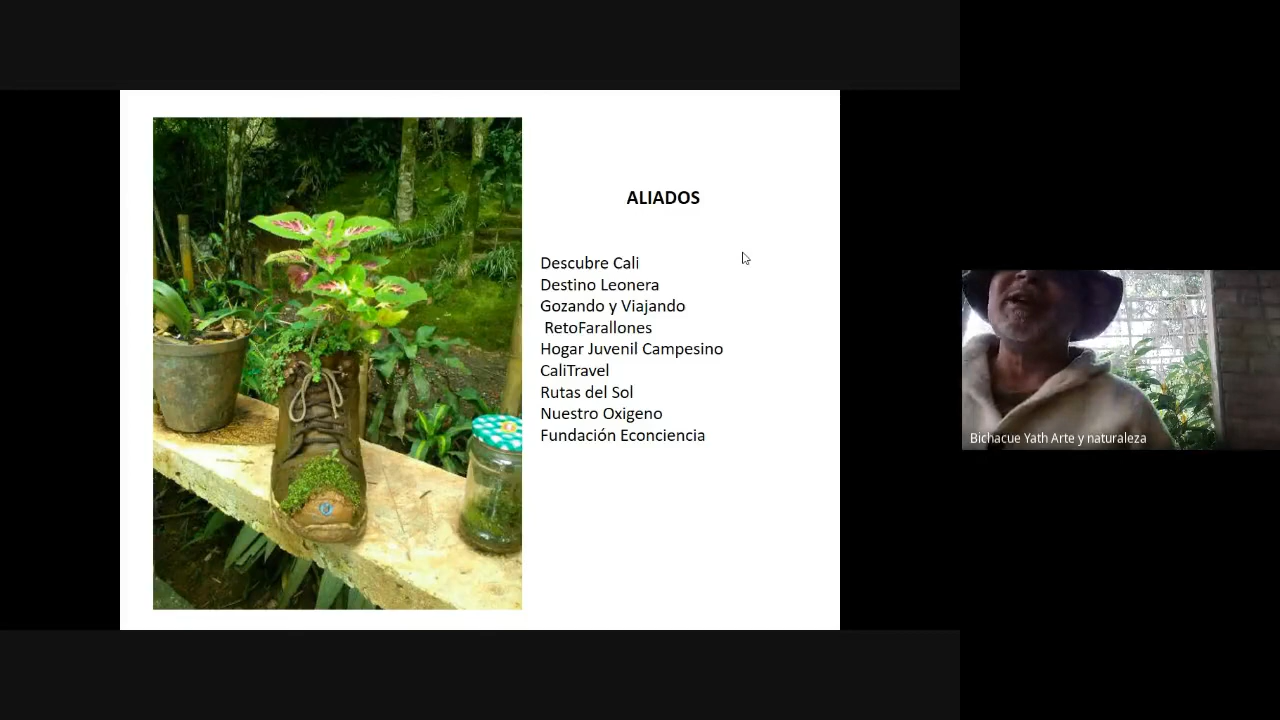 ALIADOS
Descubre Cali
Destino Leonera
Gozando y Viajando
RetoFarallones
Hogar Juvenil Campesino
CaliTravel
Rutas del Sol
Nuestro Oxigeno
Fundación Econciencia
Bichacue Yath Arte y naturaleza